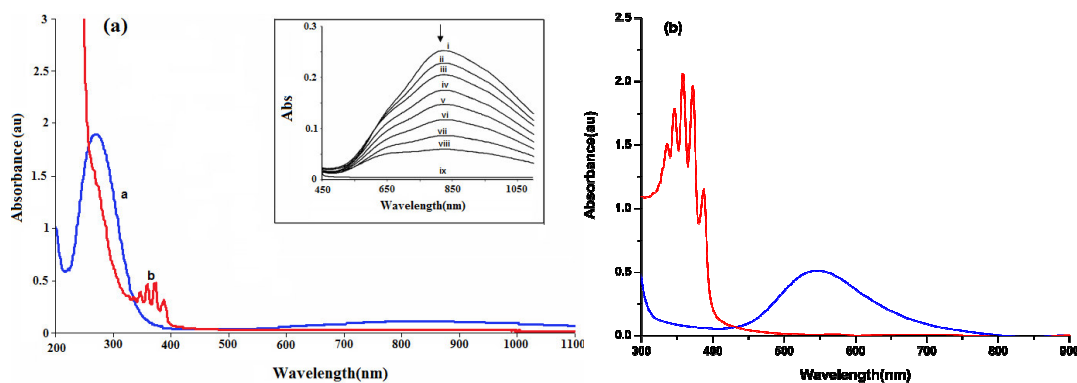 (a)
3
2.5
2
1.5
1
0.5
0
Absorbance (au)
a
b
200 300 400 500 600 700 800 900 1000 1100
Wavelength(nm)
0.3
0.2
0.1
0
Abs
i
ii
iii
iv
v
vi
vii
viii
ix
450 650 850 1050
Wavelength(nm)
(b)
2.5
2.0
1.5
1.0
0.5
0.0
Absorbance(au)
300 400 500 600 700 800 900
Wavelength(nm)